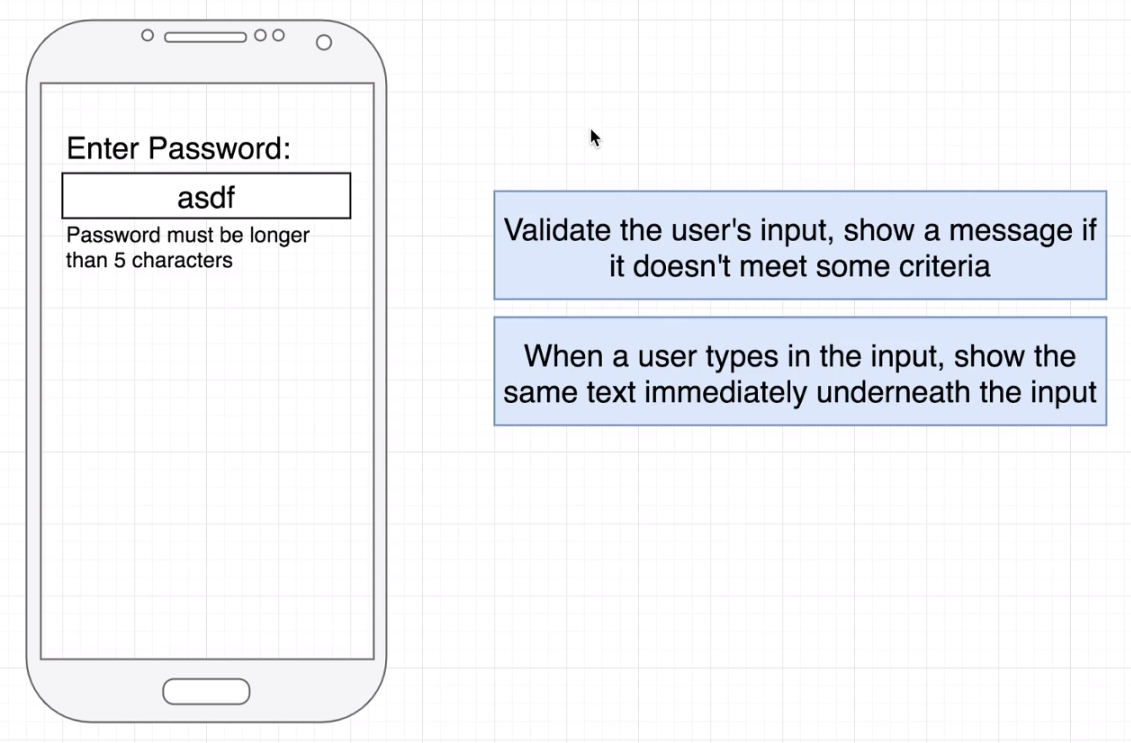 Enter Password:
asdf
Password must be longer
than 5 characters
Validate the user's input, show a message if
it doesn't meet some criteria
When a user types in the input, show the
same text immediately underneath the input